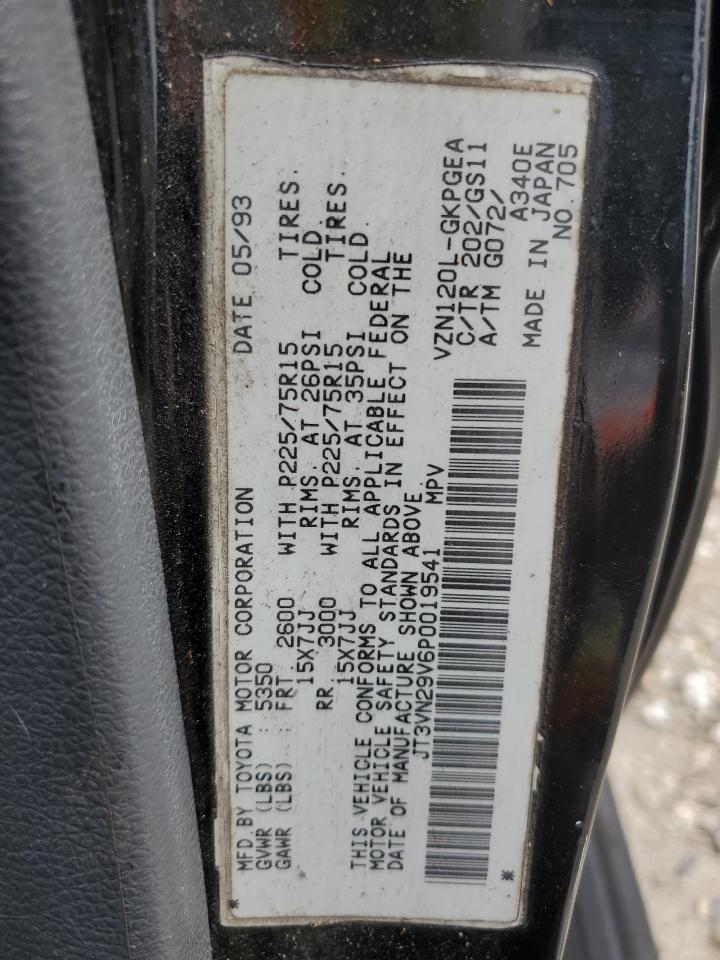 MFD.BY TOYOTA MOTOR CORPORATION DATE 05/93
GVWR (LBS) : 5350
GAWR (LBS) : FRT. 2600 WITH P225/75R15 TIRES.
15X7JJ RIMS. AT 26PSI COLD
RR. 3000 WITH P225/75R15 TIRES.
15X7JJ RIMS. AT 35PSI COLD.
THIS VEHICLE CONFORMS TO ALL APPLICABLE FEDERAL
MOTOR VEHICLE SAFETY STANDARDS IN EFFECT ON THE
DATE OF MANUFACTURE SHOWN ABOVE.
JT3VN29V6P0019541 MPV
VZN120L-GKPGEA
C/TR 202/GS11
A/TM G072/
A340E
* MADE IN JAPAN
* NO.705